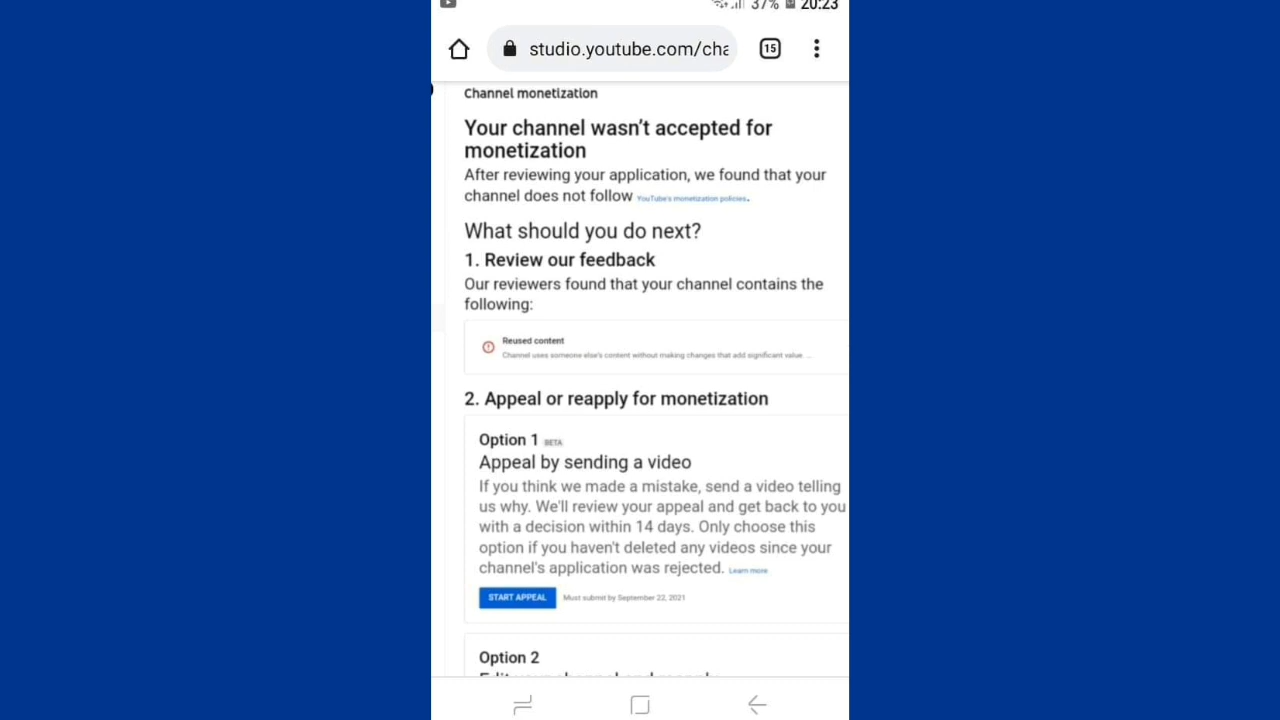 37% 20:23
studio.youtube.com/cha
15
Channel monetization
Your channel wasn't accepted for
monetization
After reviewing your application, we found that your
channel does not follow YouTube's monetization policies.
What should you do next?
1. Review our feedback
Our reviewers found that your channel contains the
following:
Reused content
Channel uses someone else's content without making changes that add significant value ...
2. Appeal or reapply for monetization
Option 1 BETA
Appeal by sending a video
If you think we made a mistake, send a video telling
us why. We'll review your appeal and get back to you
with a decision within 14 days. Only choose this
option if you haven't deleted any videos since your
channel's application was rejected. Learn more
START APPEAL Must submit by September 22, 2021
Option 2